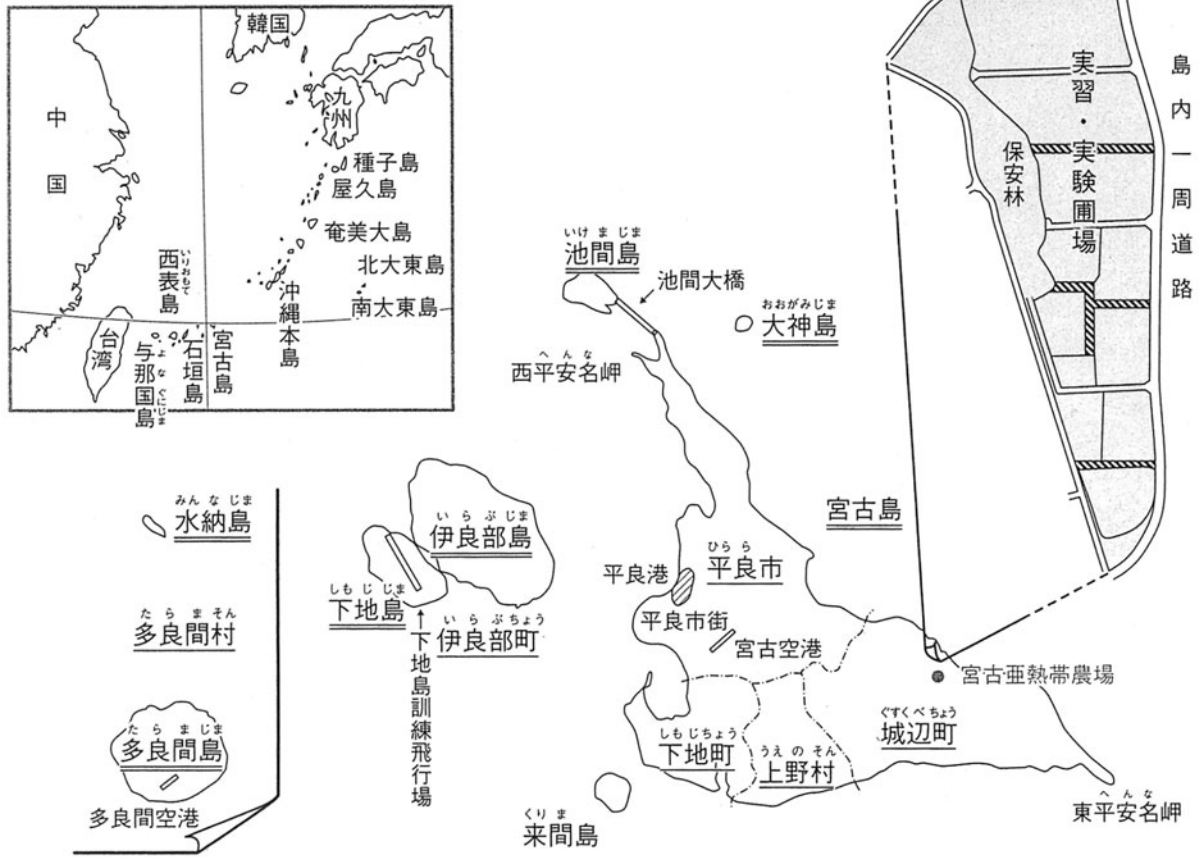 韓国
中国
九州
種子島
屋久島
奄美大島
北大東島
南大東島
沖縄本島
いりおもて
西表島
台湾
よなぐにじま
与那国島
石垣島
宮古島
島内一周道路
実習・実験圃場
保安林
いけまじま
池間島
池間大橋
おおがみじま
大神島
へんな
西平安名岬
宮古島
みんなじま
水納島
いらぶじま
伊良部島
ひらら
平良市
平良港
平良市街
宮古空港
しもじじま
下地島
いらぶちょう
伊良部町
↑下地島訓練飛行場
たらまそん
多良間村
たらまじま
多良間島
多良間空港
宮古亜熱帯農場
ぐすくべちょう
城辺町
しもじちょう
下地町
うえのそん
上野村
くりま
来間島
へんな
東平安名岬